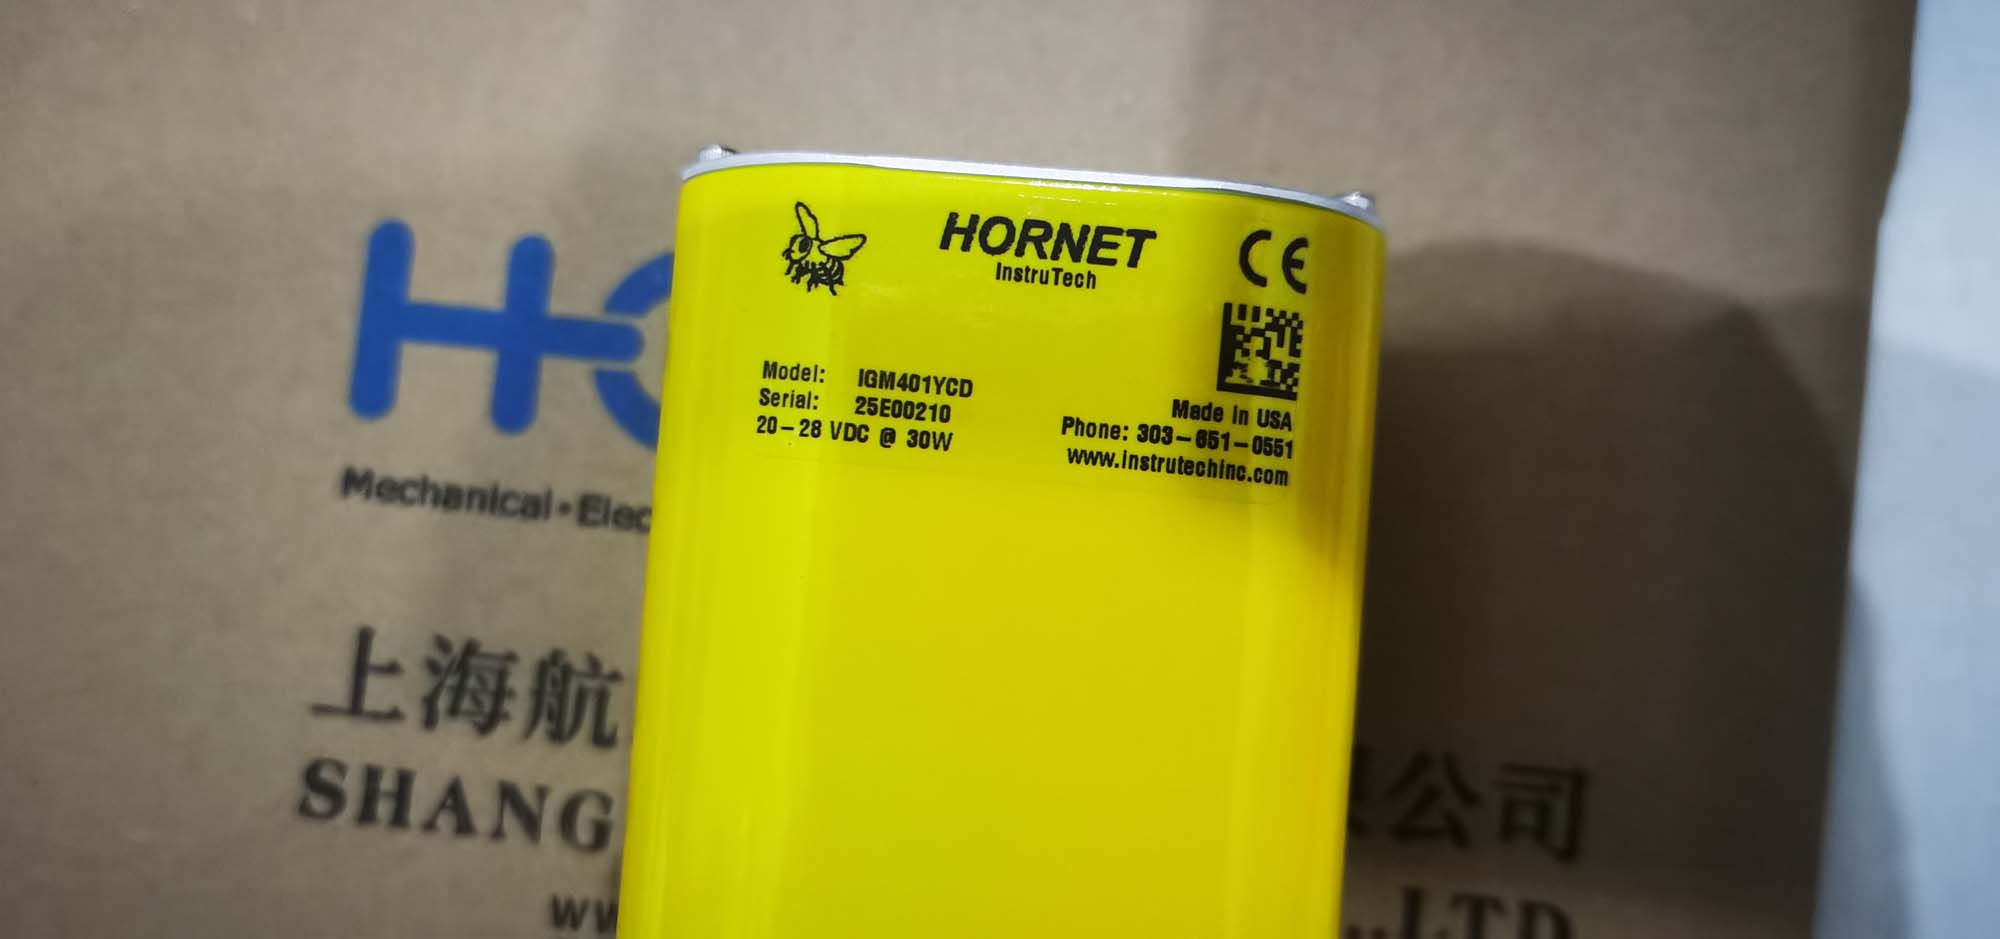 HORNET
InstruTech
CE
Model: IGM401YCD
Serial: 25E00210
20-28 VDC @ 30W
Made in USA
Phone: 303-651-0551
www.instrutechinc.com
Mechanical·Elec
上海航
公司
SHANG
LTD